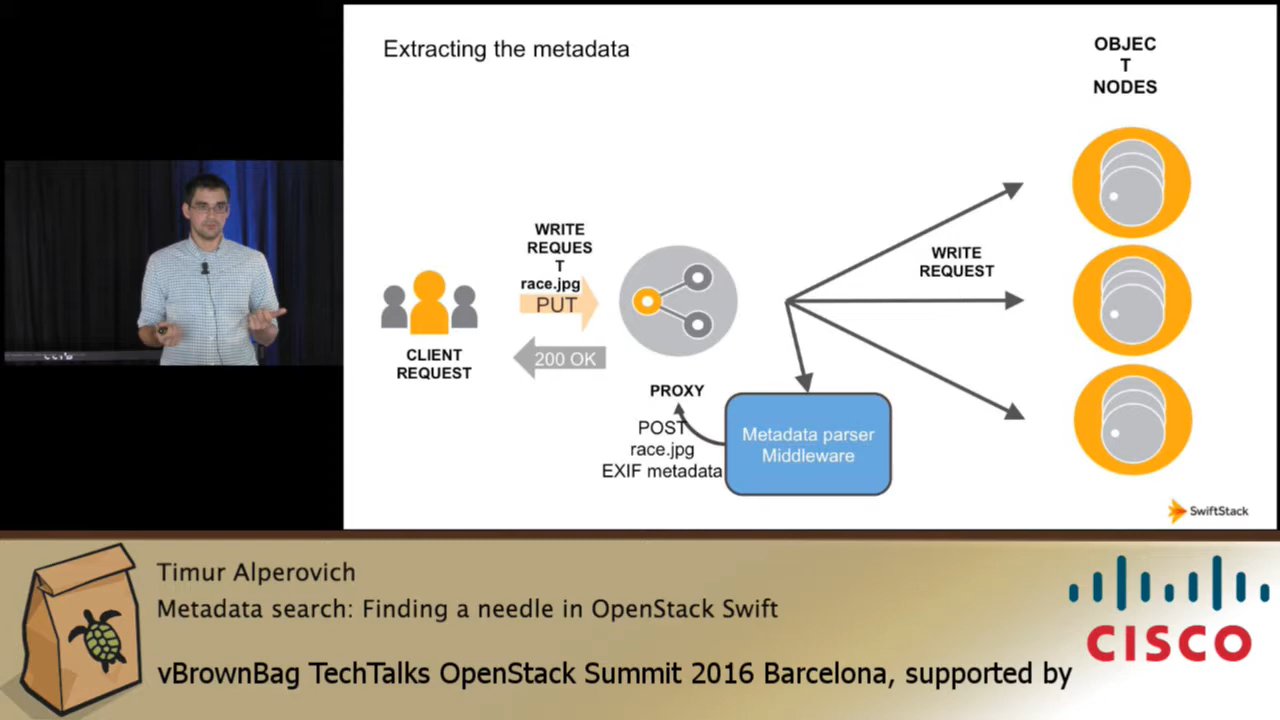 Extracting the metadata
OBJEC
T
NODES
WRITE
REQUES
T
race.jpg
PUT
200 OK
CLIENT
REQUEST
PROXY
POST
race.jpg
EXIF metadata
Metadata parser
Middleware
WRITE
REQUEST
SwiftStack
Timur Alperovich
Metadata search: Finding a needle in OpenStack Swift
vBrownBag TechTalks OpenStack Summit 2016 Barcelona, supported by
CISCO